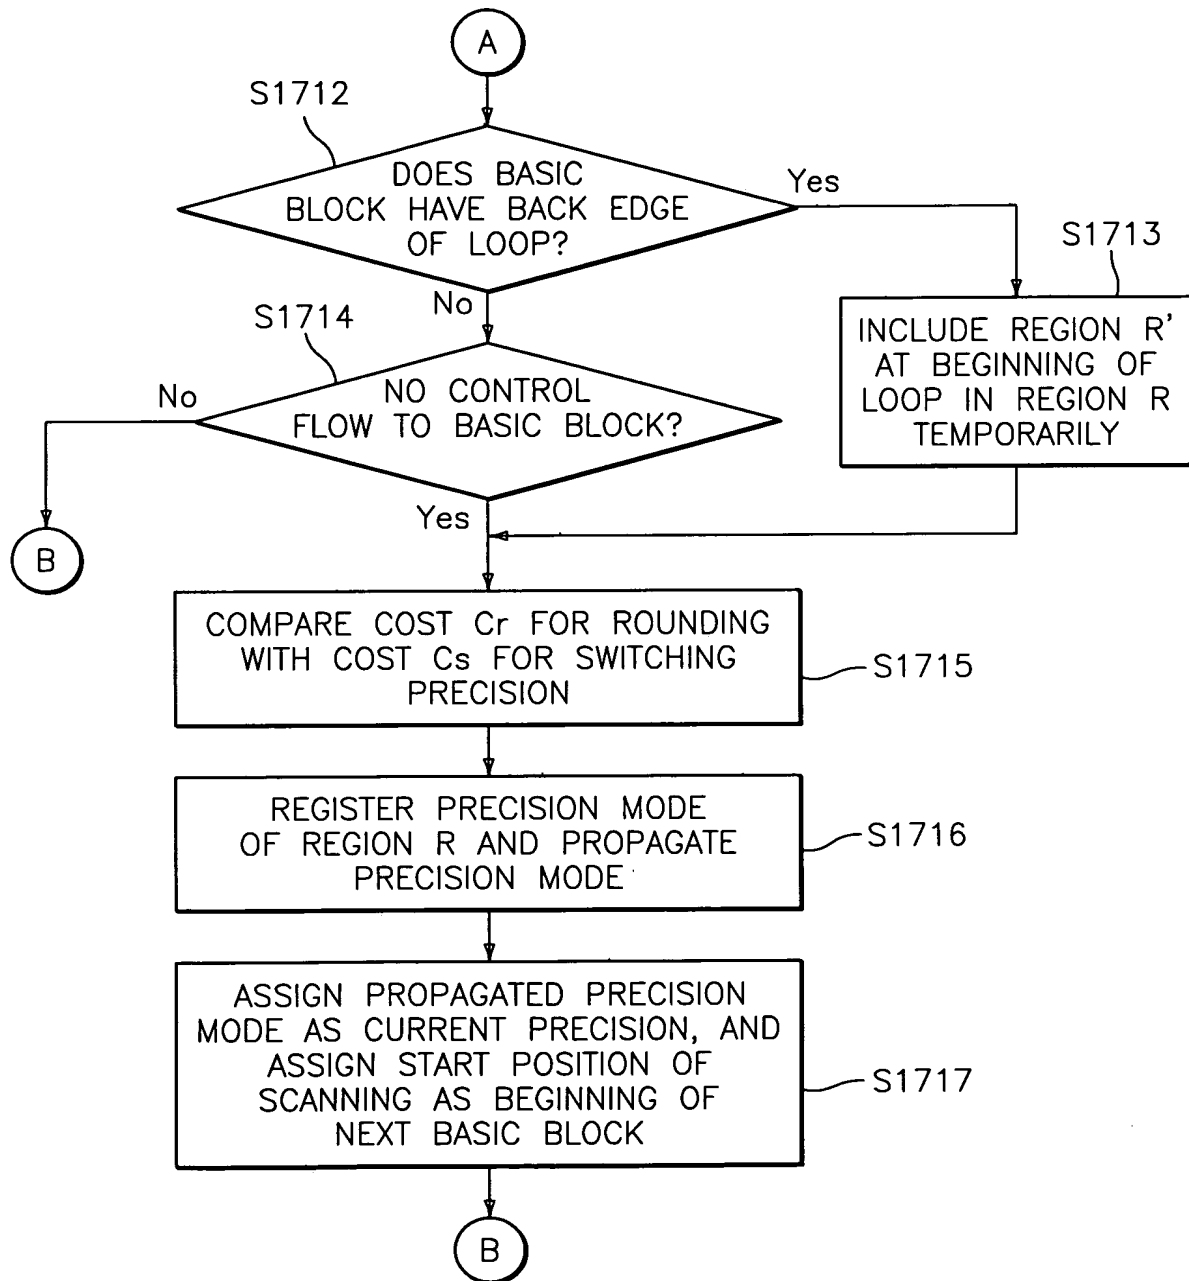 A
S1712
DOES BASIC
BLOCK HAVE BACK EDGE
OF LOOP?
Yes
S1713
INCLUDE REGION R'
AT BEGINNING OF
LOOP IN REGION R
TEMPORARILY
No
S1714
NO CONTROL
FLOW TO BASIC BLOCK?
No
B
Yes
COMPARE COST Cr FOR ROUNDING
WITH COST Cs FOR SWITCHING
PRECISION
S1715
REGISTER PRECISION MODE
OF REGION R AND PROPAGATE
PRECISION MODE
S1716
ASSIGN PROPAGATED PRECISION
MODE AS CURRENT PRECISION, AND
ASSIGN START POSITION OF
SCANNING AS BEGINNING OF
NEXT BASIC BLOCK
S1717
B